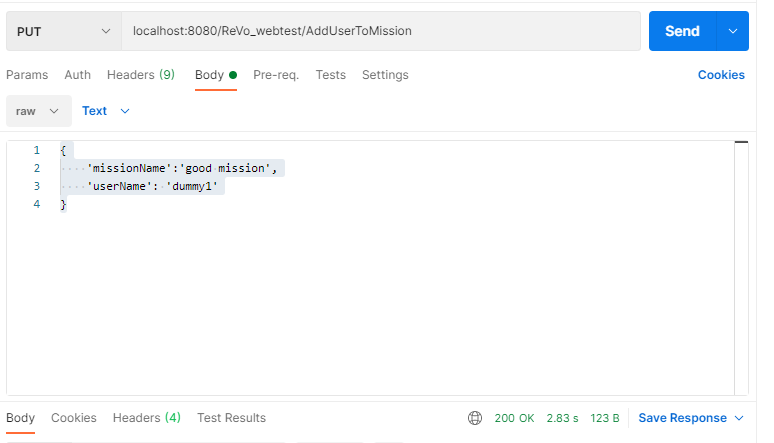 PUT localhost:8080/ReVo_webtest/AddUserToMission Send
Params Auth Headers (9) Body Pre-req. Tests Settings Cookies
raw Text
1 {
2 'missionName':'good mission',
3 'userName': 'dummy1'
4 }
Body Cookies Headers (4) Test Results 200 OK 2.83 s 123 B Save Response